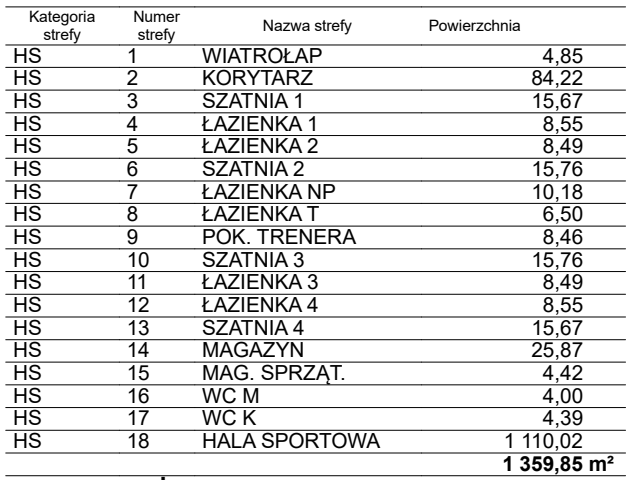 Kategoria strefy Numer strefy Nazwa strefy Powierzchnia
HS 1 WIATROŁAP 4,85
HS 2 KORYTARZ 84,22
HS 3 SZATNIA 1 15,67
HS 4 ŁAZIENKA 1 8,55
HS 5 ŁAZIENKA 2 8,49
HS 6 SZATNIA 2 15,76
HS 7 ŁAZIENKA NP 10,18
HS 8 ŁAZIENKA T 6,50
HS 9 POK. TRENERA 8,46
HS 10 SZATNIA 3 15,76
HS 11 ŁAZIENKA 3 8,49
HS 12 ŁAZIENKA 4 8,55
HS 13 SZATNIA 4 15,67
HS 14 MAGAZYN 25,87
HS 15 MAG. SPRZĄT. 4,42
HS 16 WC M 4,00
HS 17 WC K 4,39
HS 18 HALA SPORTOWA 1 110,02
1 359,85 m²